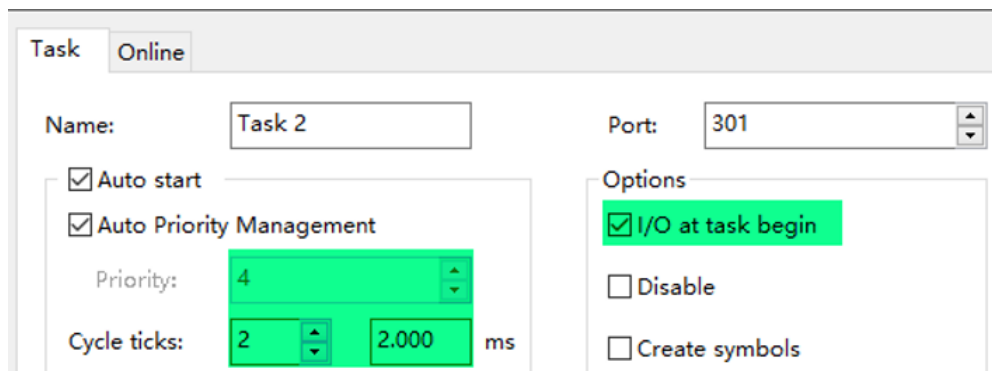 Task Online
Name: Task 2 Port: 301
Auto start Options
Auto Priority Management I/O at task begin
Priority: 4 Disable
Cycle ticks: 2 2.000 ms Create symbols